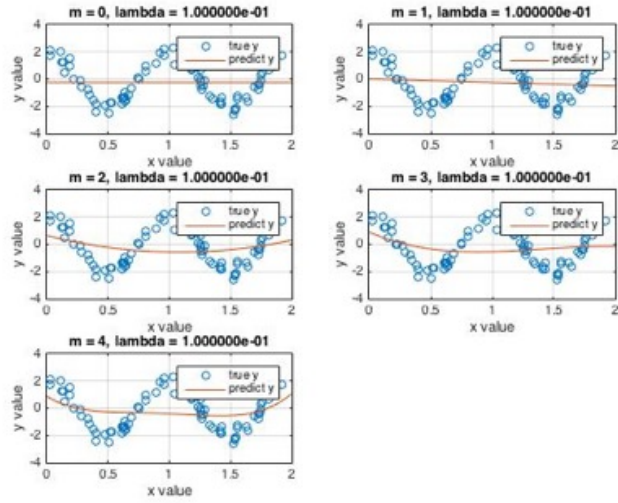 m = 0, lambda = 1.000000e-01
4
2
0
-2
-4
y value
true y
predict y
0 0.5 1 1.5 2
x value
m = 1, lambda = 1.000000e-01
4
2
0
-2
-4
y value
true y
predict y
0 0.5 1 1.5 2
x value
m = 2, lambda = 1.000000e-01
4
2
0
-2
-4
y value
true y
predict y
0 0.5 1 1.5 2
x value
m = 3, lambda = 1.000000e-01
4
2
0
-2
-4
y value
true y
predict y
0 0.5 1 1.5 2
x value
m = 4, lambda = 1.000000e-01
4
2
0
-2
-4
y value
true y
predict y
0 0.5 1 1.5 2
x value